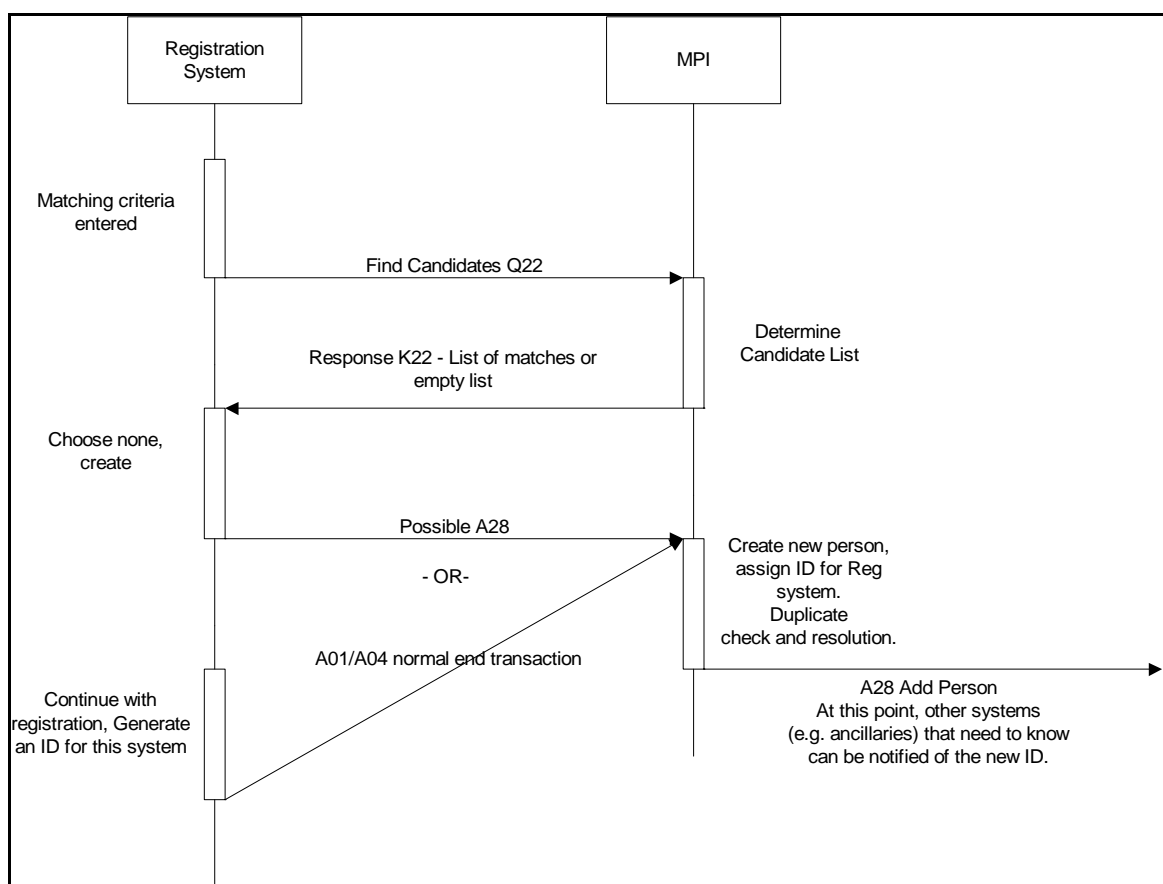 Registration
System
MPI
Matching criteria
entered
Find Candidates Q22
Determine
Candidate List
Response K22 - List of matches or
empty list
Choose none,
create
Possible A28
- OR-
Create new person,
assign ID for Reg
system.
Duplicate
check and resolution.
A01/A04 normal end transaction
Continue with
registration, Generate
an ID for this system
A28 Add Person
At this point, other systems
(e.g. ancillaries) that need to know
can be notified of the new ID.